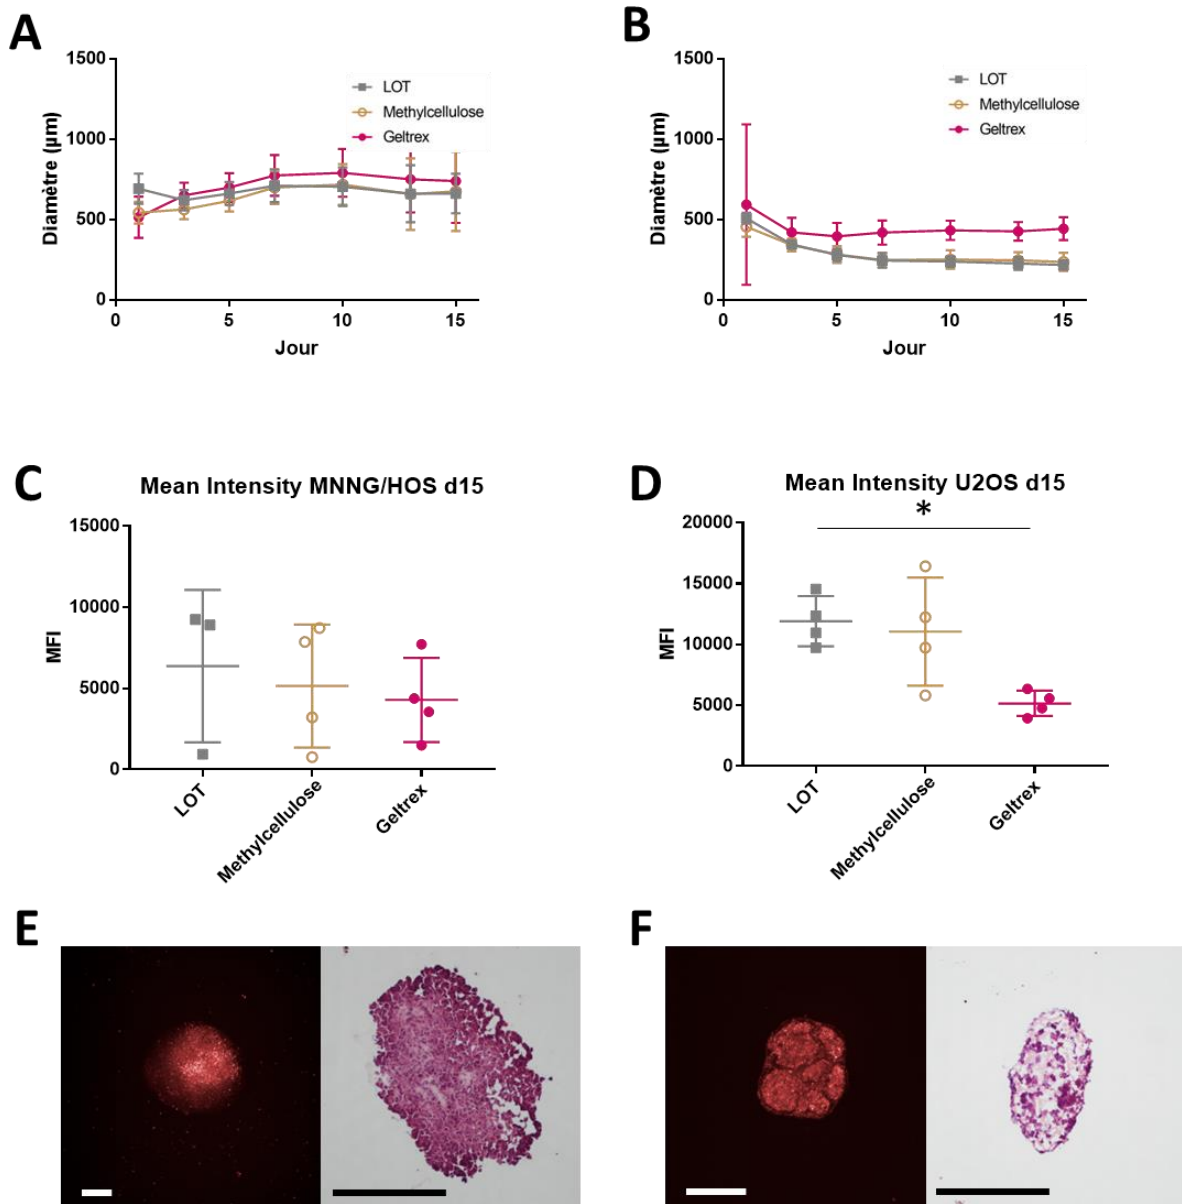 A
Diamètre (µm)
1500
1000
500
0
0
5
10
15
Jour
LOT
Methylcellulose
Geltrex
B
Diamètre (µm)
1500
1000
500
0
0
5
10
15
Jour
LOT
Methylcellulose
Geltrex
C
Mean Intensity MNNG/HOS d15
MFI
15000
10000
5000
0
LOT
Methylcellulose
Geltrex
D
Mean Intensity U2OS d15
*
MFI
20000
15000
10000
5000
0
LOT
Methylcellulose
Geltrex
E
F